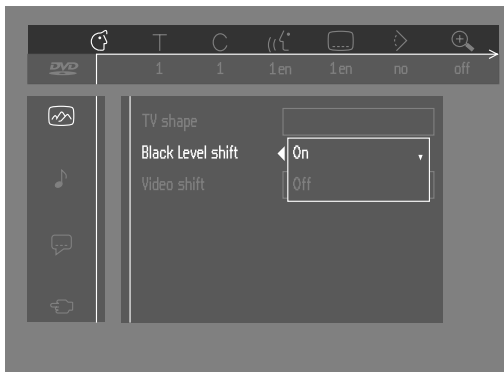 T C
DVD 1 1 1 en 1 en no off
TV shape
Black Level shift On
Video shift Off